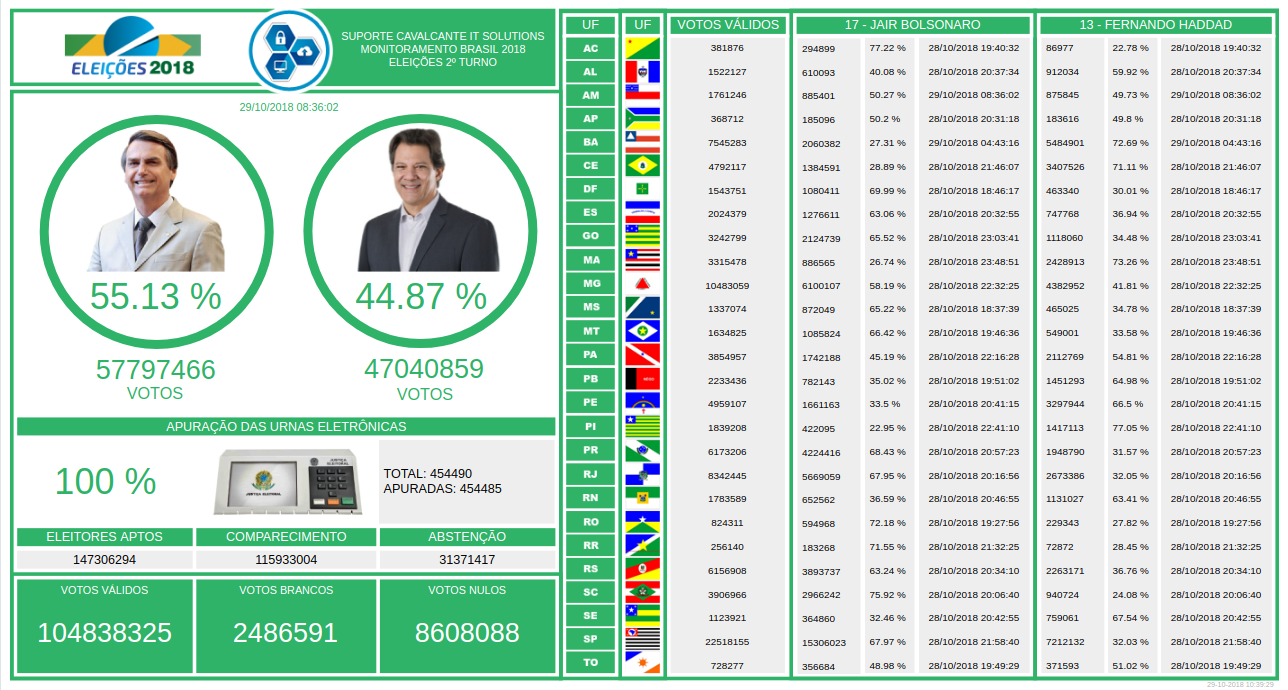 ELEIÇÕES 2018
SUPORTE CAVALCANTE IT SOLUTIONS
MONITORAMENTO BRASIL 2018
ELEIÇÕES 2º TURNO
29/10/2018 08:36:02
55.13 %
44.87 %
57797466
VOTOS
47040859
VOTOS
APURAÇÃO DAS URNAS ELETRÔNICAS
100 %
JUSTIÇA ELEITORAL
JUSTIÇA
ELEITORAL
TOTAL: 454490
APURADAS: 454485
ELEITORES APTOS COMPARECIMENTO ABSTENÇÃO
147306294 115933004 31371417
VOTOS VÁLIDOS VOTOS BRANCOS VOTOS NULOS
104838325 2486591 8608088
UF UF VOTOS VÁLIDOS 17 - JAIR BOLSONARO 13 - FERNANDO HADDAD
AC 381876 294899 77.22 % 28/10/2018 19:40:32 86977 22.78 % 28/10/2018 19:40:32
AL 1522127 610093 40.08 % 28/10/2018 20:37:34 912034 59.92 % 28/10/2018 20:37:34
AM 1761246 885401 50.27 % 29/10/2018 08:36:02 875845 49.73 % 29/10/2018 08:36:02
AP 368712 185096 50.2 % 28/10/2018 20:31:18 183616 49.8 % 28/10/2018 20:31:18
BA 7545283 2060382 27.31 % 29/10/2018 04:43:16 5484901 72.69 % 29/10/2018 04:43:16
CE 4792117 1384591 28.89 % 28/10/2018 21:46:07 3407526 71.11 % 28/10/2018 21:46:07
DF 1543751 1080411 69.99 % 28/10/2018 18:46:17 463340 30.01 % 28/10/2018 18:46:17
ES 2024379 1276611 63.06 % 28/10/2018 20:32:55 747768 36.94 % 28/10/2018 20:32:55
GO 3242799 2124739 65.52 % 28/10/2018 23:03:41 1118060 34.48 % 28/10/2018 23:03:41
MA 3315478 886565 26.74 % 28/10/2018 23:48:51 2428913 73.26 % 28/10/2018 23:48:51
MG 10483059 6100107 58.19 % 28/10/2018 22:32:25 4382952 41.81 % 28/10/2018 22:32:25
MS 1337074 872049 65.22 % 28/10/2018 18:37:39 465025 34.78 % 28/10/2018 18:37:39
MT 1634825 1085824 66.42 % 28/10/2018 19:46:36 549001 33.58 % 28/10/2018 19:46:36
PA 3854957 1742188 45.19 % 28/10/2018 22:16:28 2112769 54.81 % 28/10/2018 22:16:28
PB 2233436 782143 35.02 % 28/10/2018 19:51:02 1451293 64.98 % 28/10/2018 19:51:02
PE 4959107 1661163 33.5 % 28/10/2018 20:41:15 3297944 66.5 % 28/10/2018 20:41:15
PI 1839208 422095 22.95 % 28/10/2018 22:41:10 1417113 77.05 % 28/10/2018 22:41:10
PR 6173206 4224416 68.43 % 28/10/2018 20:57:23 1948790 31.57 % 28/10/2018 20:57:23
RJ 8342445 5669059 67.95 % 28/10/2018 20:16:56 2673386 32.05 % 28/10/2018 20:16:56
RN 1783589 652562 36.59 % 28/10/2018 20:46:55 1131027 63.41 % 28/10/2018 20:46:55
RO 824311 594968 72.18 % 28/10/2018 19:27:56 229343 27.82 % 28/10/2018 19:27:56
RR 256140 183268 71.55 % 28/10/2018 21:32:25 72872 28.45 % 28/10/2018 21:32:25
RS 6156908 3893737 63.24 % 28/10/2018 20:34:10 2263171 36.76 % 28/10/2018 20:34:10
SC 3906966 2966242 75.92 % 28/10/2018 20:06:40 940724 24.08 % 28/10/2018 20:06:40
SE 1123921 364860 32.46 % 28/10/2018 20:42:55 759061 67.54 % 28/10/2018 20:42:55
SP 22518155 15306023 67.97 % 28/10/2018 21:58:40 7212132 32.03 % 28/10/2018 21:58:40
TO 728277 356684 48.98 % 28/10/2018 19:49:29 371593 51.02 % 28/10/2018 19:49:29
29-10-2018 10:39:29